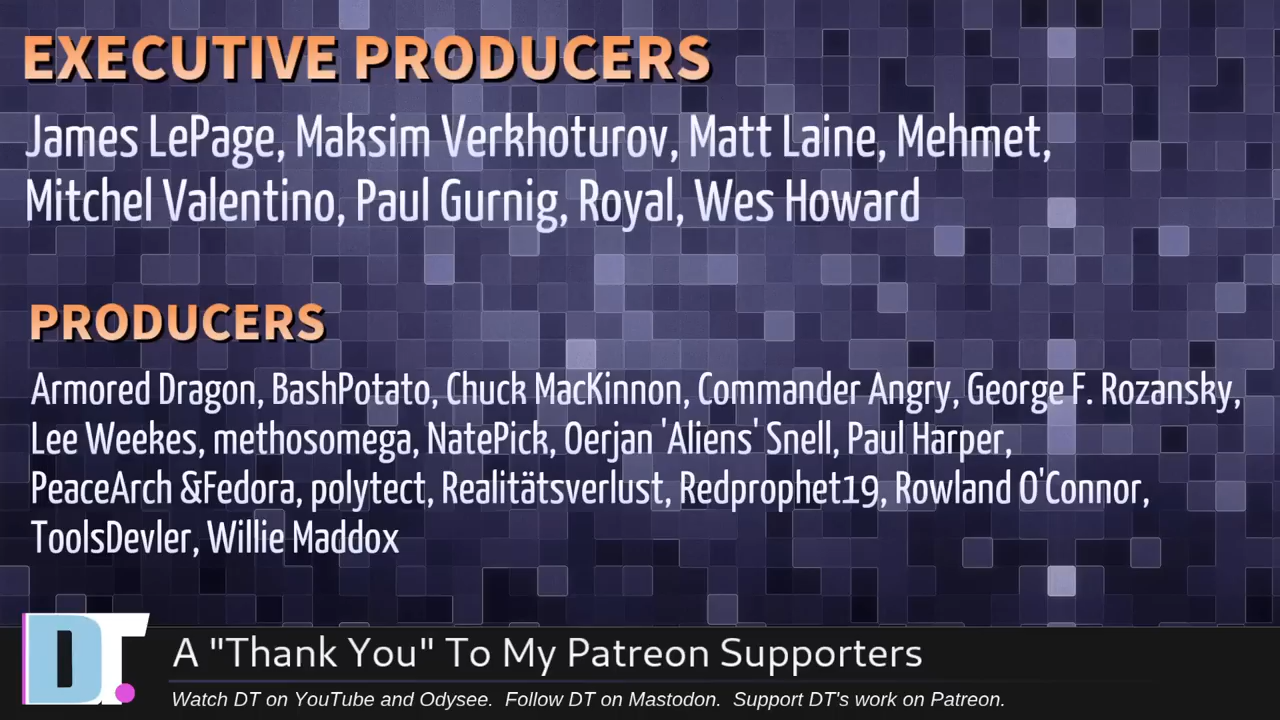 EXECUTIVE PRODUCERS
James LePage, Maksim Verkhoturov, Matt Laine, Mehmet,
Mitchel Valentino, Paul Gurnig, Royal, Wes Howard
PRODUCERS
Armored Dragon, BashPotato, Chuck MacKinnon, Commander Angry, George F. Rozansky,
Lee Weekes, methosomega, NatePick, Oerjan 'Aliens' Snell, Paul Harper,
PeaceArch &Fedora, polytect, Realitätsverlust, Redprophet19, Rowland O'Connor,
ToolsDevler, Willie Maddox
DT.
A "Thank You" To My Patreon Supporters
Watch DT on YouTube and Odysee. Follow DT on Mastodon. Support DT's work on Patreon.